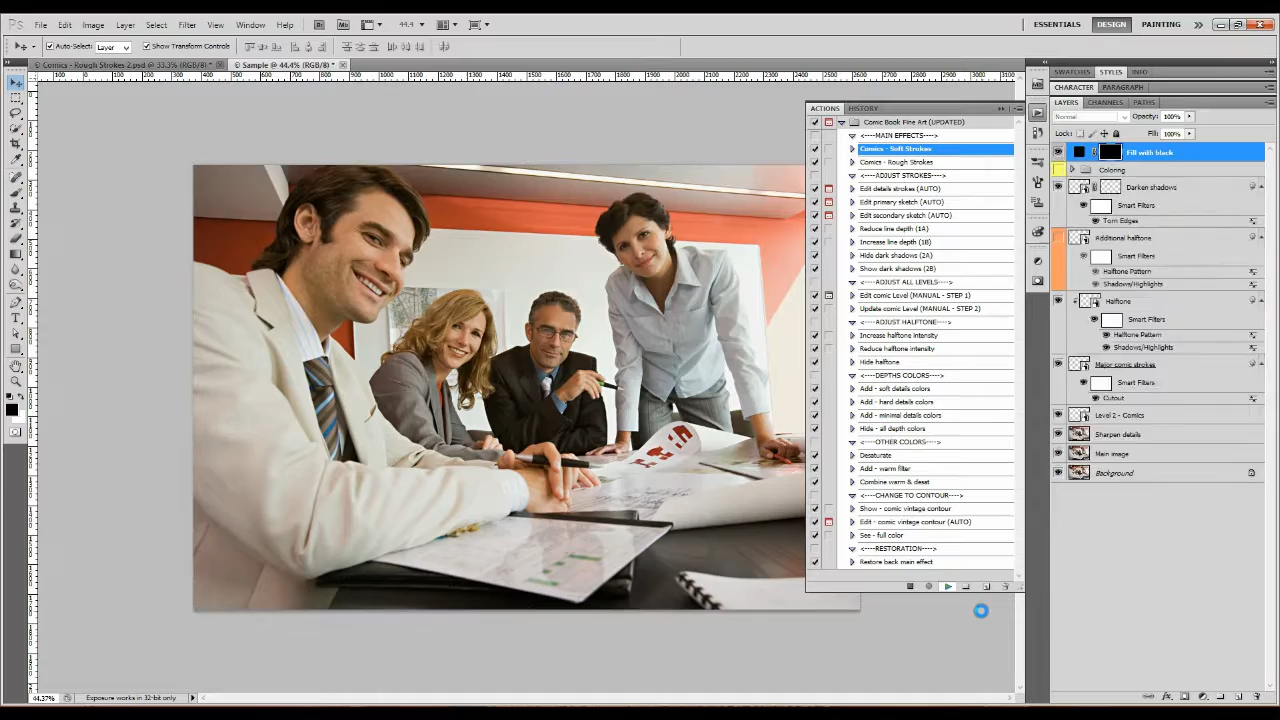 Ps File Edit Image Layer Select Filter View Window Help Br Mb 44.4 ESSENTIALS DESIGN PAINTING
Auto-Select: Layer Show Transform Controls
Comics - Rough Strokes 2.psd @ 33.3% (RGB/8) * Sample @ 44.4% (RGB/8) *
SWATCHES STYLES INFO
CHARACTER PARAGRAPH
LAYERS CHANNELS PATHS
Normal Opacity: 100%
Lock: Fill: 100%
ACTIONS HISTORY
Comic Book Fine Art (UPDATED)
<----MAIN EFFECTS---->
Comics - Soft Strokes
Comics - Rough Strokes
<----ADJUST STROKES---->
Edit details strokes (AUTO)
Edit primary sketch (AUTO)
Edit secondary sketch (AUTO)
Reduce line depth (1A)
Increase line depth (1B)
Hide dark shadows (2A)
Show dark shadows (2B)
<----ADJUST ALL LEVELS---->
Edit comic Level (MANUAL - STEP 1)
Update comic Level (MANUAL - STEP 2)
<----ADJUST HALFTONE---->
Increase halftone intensity
Reduce halftone intensity
Hide halftone
<----DEPTHS COLORS---->
Add - soft details colors
Add - hard details colors
Add - minimal details colors
Hide - all depth colors
<----OTHER COLORS---->
Desaturate
Add - warm filter
Combine warm & desat
<----CHANGE TO CONTOUR---->
Show - comic vintage contour
Edit - comic vintage contour (AUTO)
See - full color
<----RESTORATION---->
Restore back main effect
Fill with black
Coloring
Darken shadows
Smart Filters
Torn Edges
Additional halftone
Smart Filters
Halftone Pattern
Shadows/Highlights
Halftone
Smart Filters
Halftone Pattern
Shadows/Highlights
Major comic strokes
Smart Filters
Cutout
Level 2 - Comics
Sharpen details
Main image
Background
44.37% Exposure works in 32-bit only